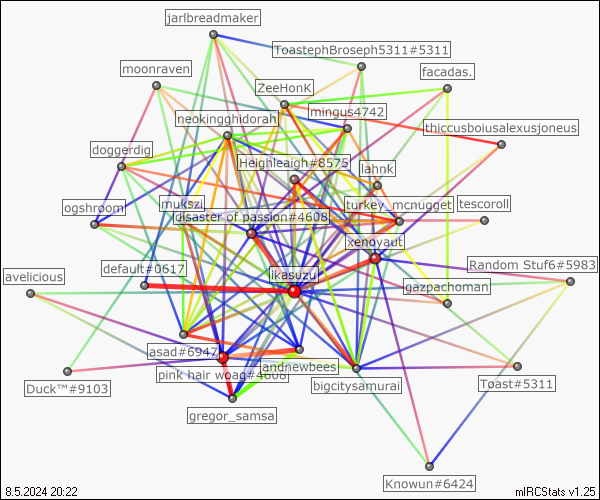 jarlbreadmaker
ToastephBroseph5311#5311
moonraven
facadas.
ZeeHonK
mingus4742
neokingghidorah
thiccusboiusalexusjoneus
doggerdig
Heighleaigh#8575
lahnk
mukszi
turkey_mcnugget
tescoroll
ogshroom
disaster of passion#4608
xenoyaut
default#0617
likasuzu
Random Stuf6#5983
avelicious
gazpachoman
asad#6947
andnewbees
pink hair woag#4608
bigcitysamurai
Toast#5311
Duck™#9103
gregor_samsa
Knowun#6424
8.5.2024 20:22
mIRCStats v1.25